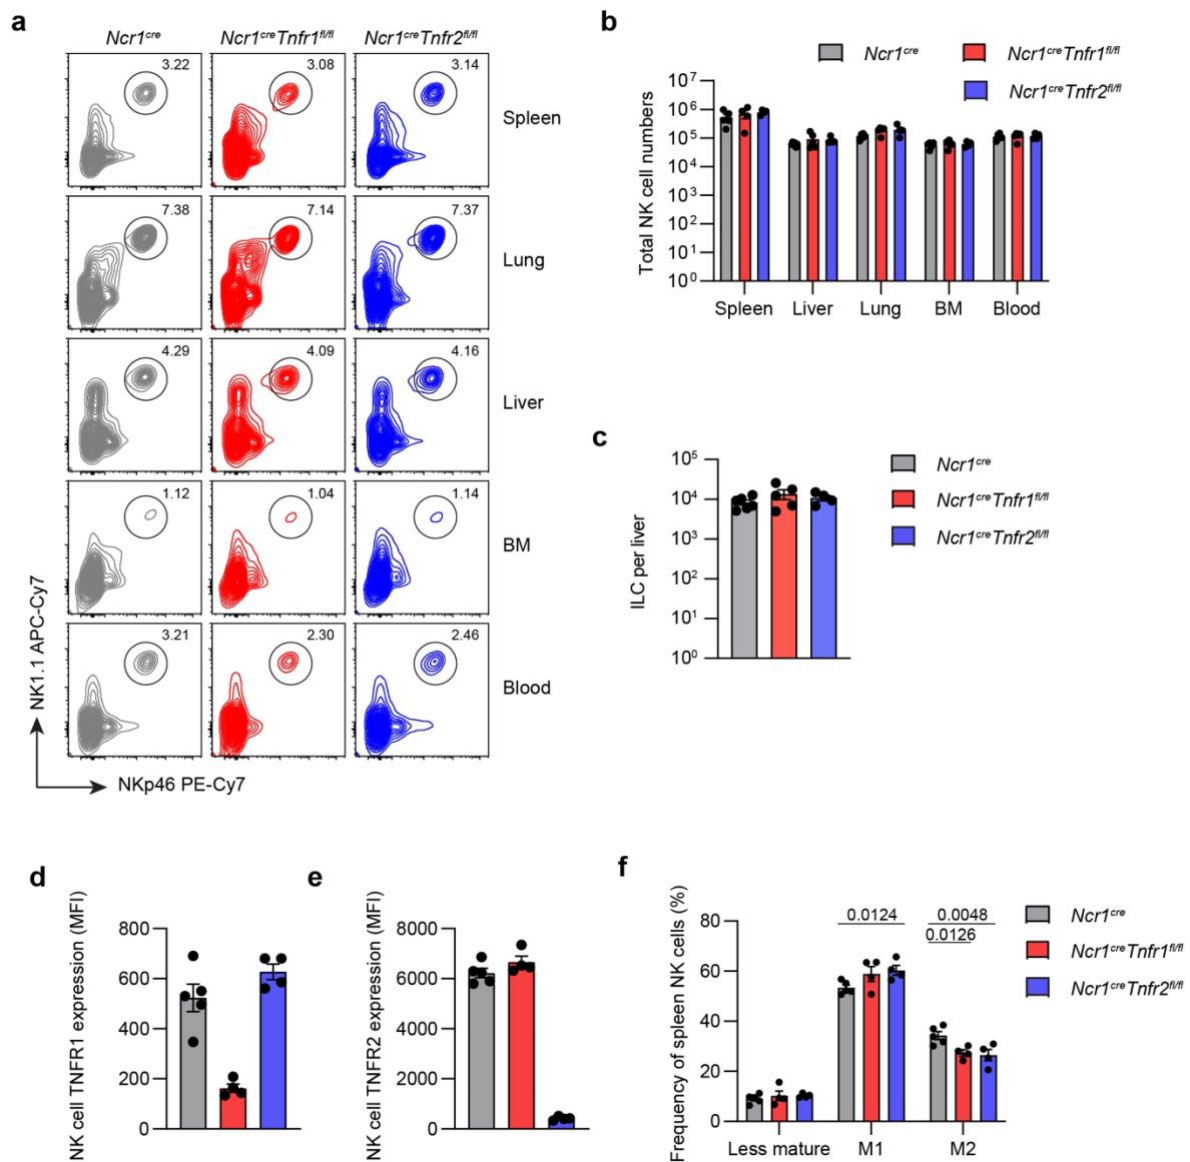 a
Ncr1cre Ncr1creTnfr1fl/fl Ncr1creTnfr2fl/fl
3.22 3.08 3.14
Spleen
7.38 7.14 7.37
Lung
4.29 4.09 4.16
Liver
1.12 1.04 1.14
BM
3.21 2.30 2.46
Blood
NK1.1 APC-Cy7
NKp46 PE-Cy7
b
Ncr1cre Ncr1creTnfr1fl/fl
Ncr1creTnfr2fl/fl
Total NK cell numbers
10⁷
10⁶
10⁵
10⁴
10³
10²
10¹
10⁰
Spleen Liver Lung BM Blood
c
ILC per liver
10⁵
10⁴
10³
10²
10¹
10⁰
Ncr1cre
Ncr1creTnfr1fl/fl
Ncr1creTnfr2fl/fl
d
NK cell TNFR1 expression (MFI)
800
600
400
200
0
e
NK cell TNFR2 expression (MFI)
8000
6000
4000
2000
0
f
Frequency of spleen NK cells (%)
80
60
40
20
0
0.0124 0.0048
0.0126
Less mature M1 M2
Ncr1cre
Ncr1creTnfr1fl/fl
Ncr1creTnfr2fl/fl